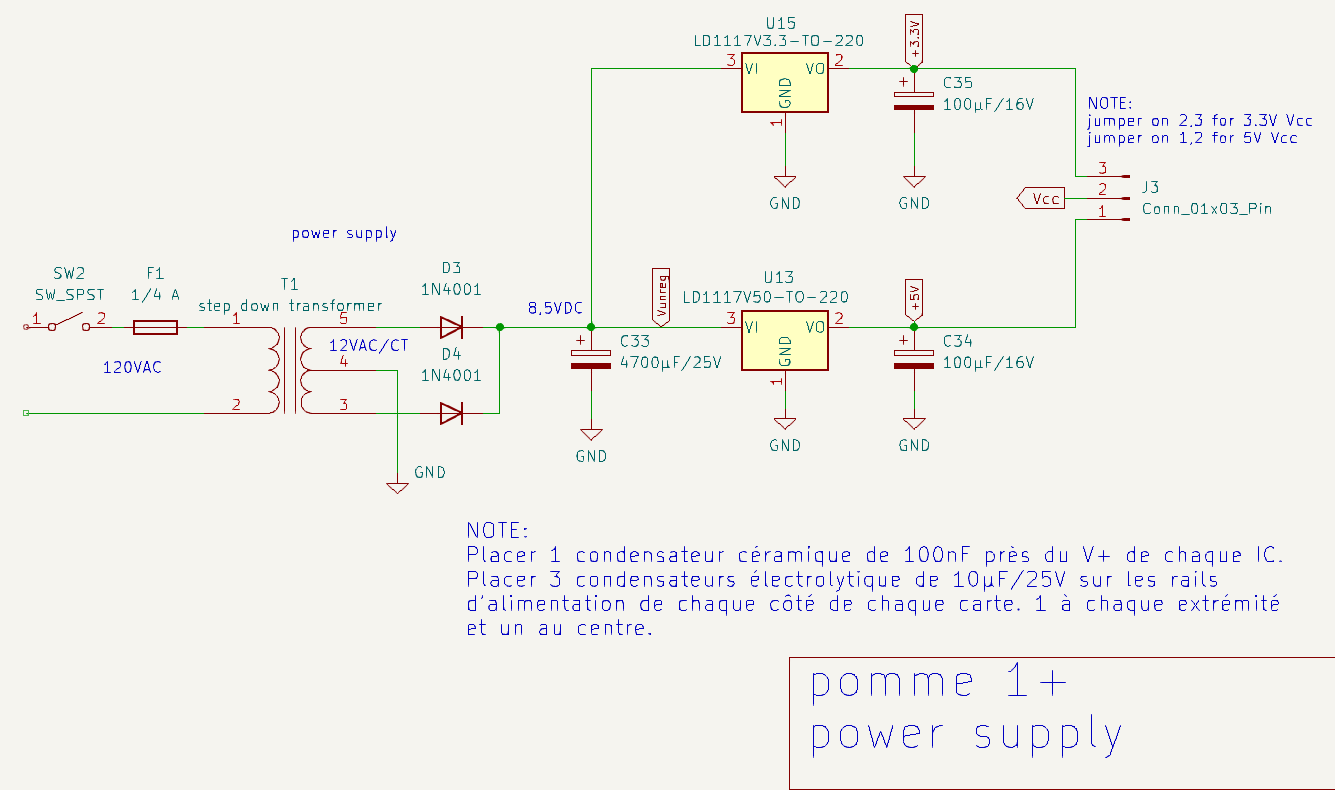 U15
LD1117V3.3-TO-220
+3.3V
3
VI
VO
2
GND
1
+
C35
100µF/16V
GND
GND
NOTE:
jumper on 2,3 for 3.3V Vcc
jumper on 1,2 for 5V Vcc
3
2
1
Vcc
J3
Conn_01x03_Pin
power supply
SW2
SW_SPST
1
2
F1
1/4 A
T1
step down transformer
1
2
5
4
3
12VAC/CT
120VAC
D3
1N4001
D4
1N4001
GND
8,5VDC
Vunreg
+
C33
4700µF/25V
GND
U13
LD1117V50-TO-220
3
VI
VO
2
GND
1
GND
+5V
+
C34
100µF/16V
GND
NOTE:
Placer 1 condensateur céramique de 100nF près du V+ de chaque IC.
Placer 3 condensateurs électrolytique de 10µF/25V sur les rails
d'alimentation de chaque côté de chaque carte. 1 à chaque extrémité
et un au centre.
pomme 1+
power supply